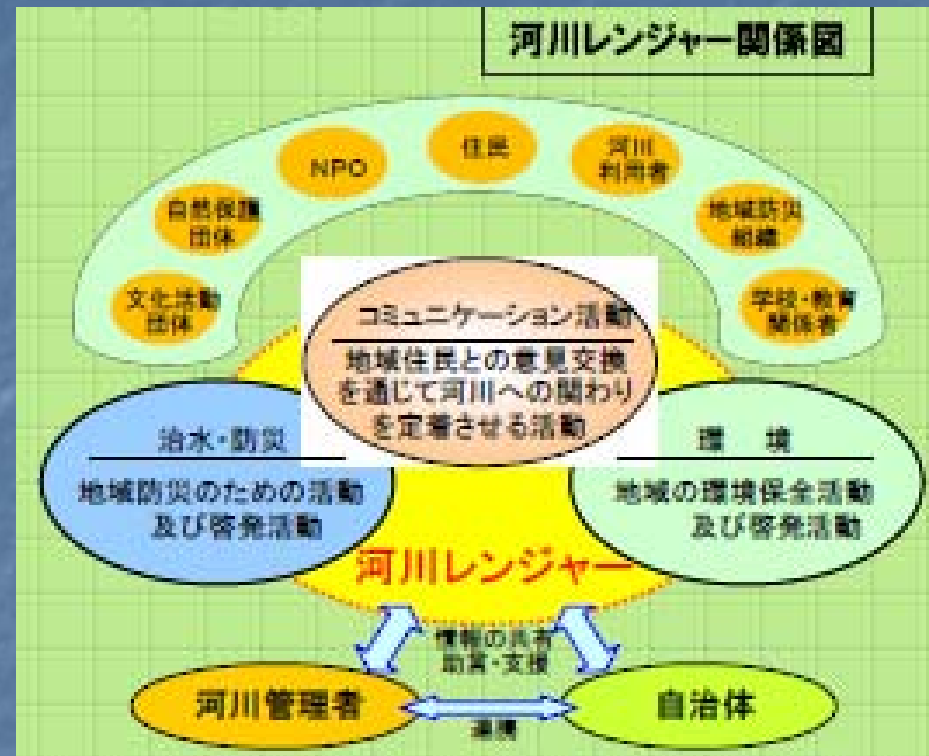 河川レンジャー関係図
住民
NPO
河川
利用者
自然保護
団体
地域防災
組織
文化活動
団体
学校・教育
関係者
コミュニケーション活動
地域住民との意見交換
を通じて河川への関わり
を定着させる活動
治水・防災
地域防災のための活動
及び啓発活動
環 境
地域の環境保全活動
及び啓発活動
河川レンジャー
情報の共有
助言・支援
河川管理者
自治体
連携